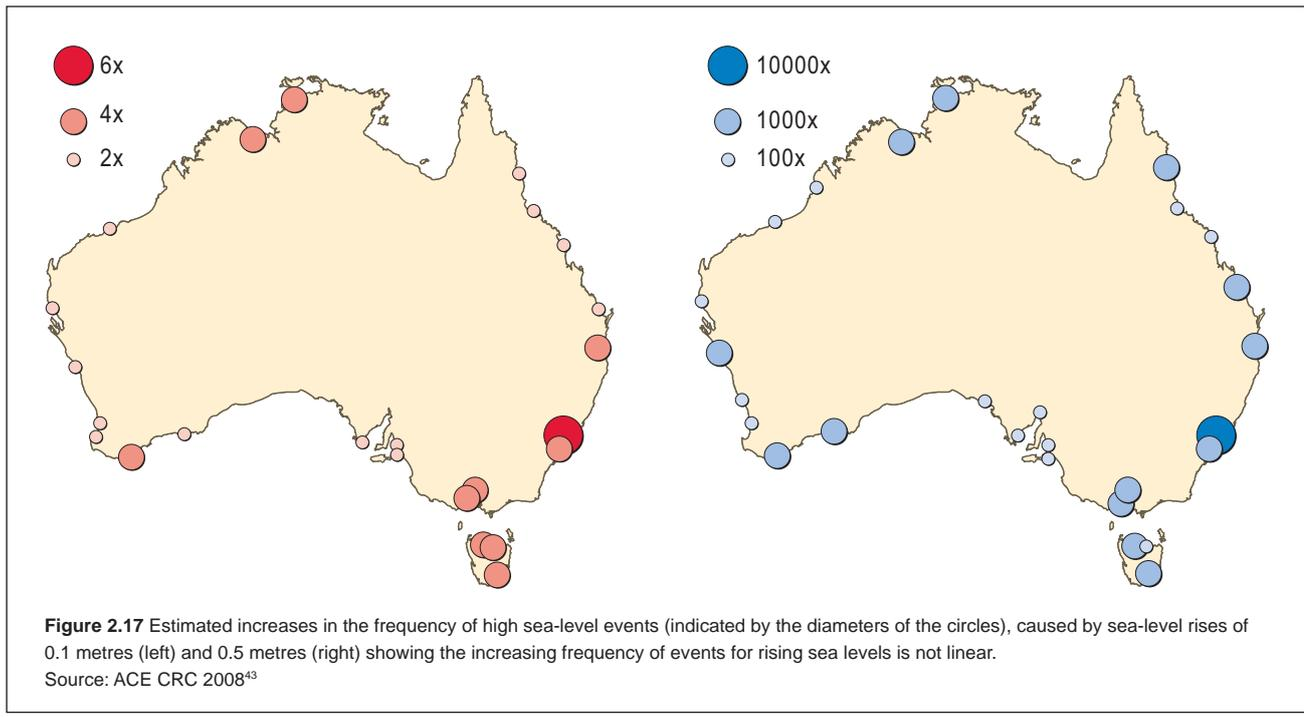 6x
4x
2x
10000x
1000x
100x
Figure 2.17 Estimated increases in the frequency of high sea-level events (indicated by the diameters of the circles), caused by sea-level rises of
0.1 metres (left) and 0.5 metres (right) showing the increasing frequency of events for rising sea levels is not linear.
Source: ACE CRC 2008⁴³